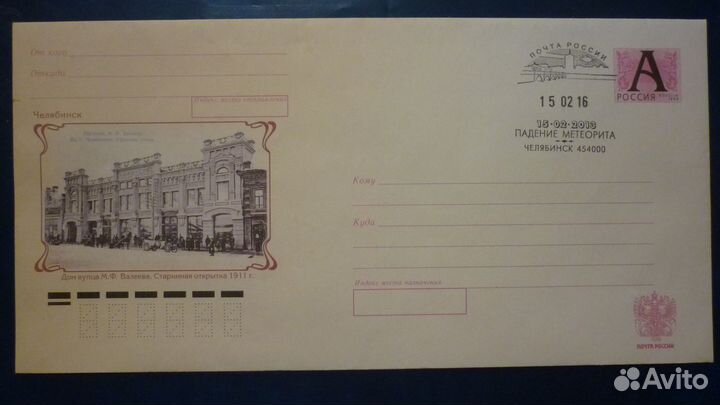 От кого
Откуда
Индекс места отправления
Челябинск
Дом купца М.Ф. Валеева. Старинная открытка 1911 г.
ПОЧТА РОССИИ
15 02 16
15·02·2013
ПАДЕНИЕ МЕТЕОРИТА
ЧЕЛЯБИНСК 454000
А
РОССИЯ
Кому
Куда
Индекс места назначения
ПОЧТА РОССИИ
Avito